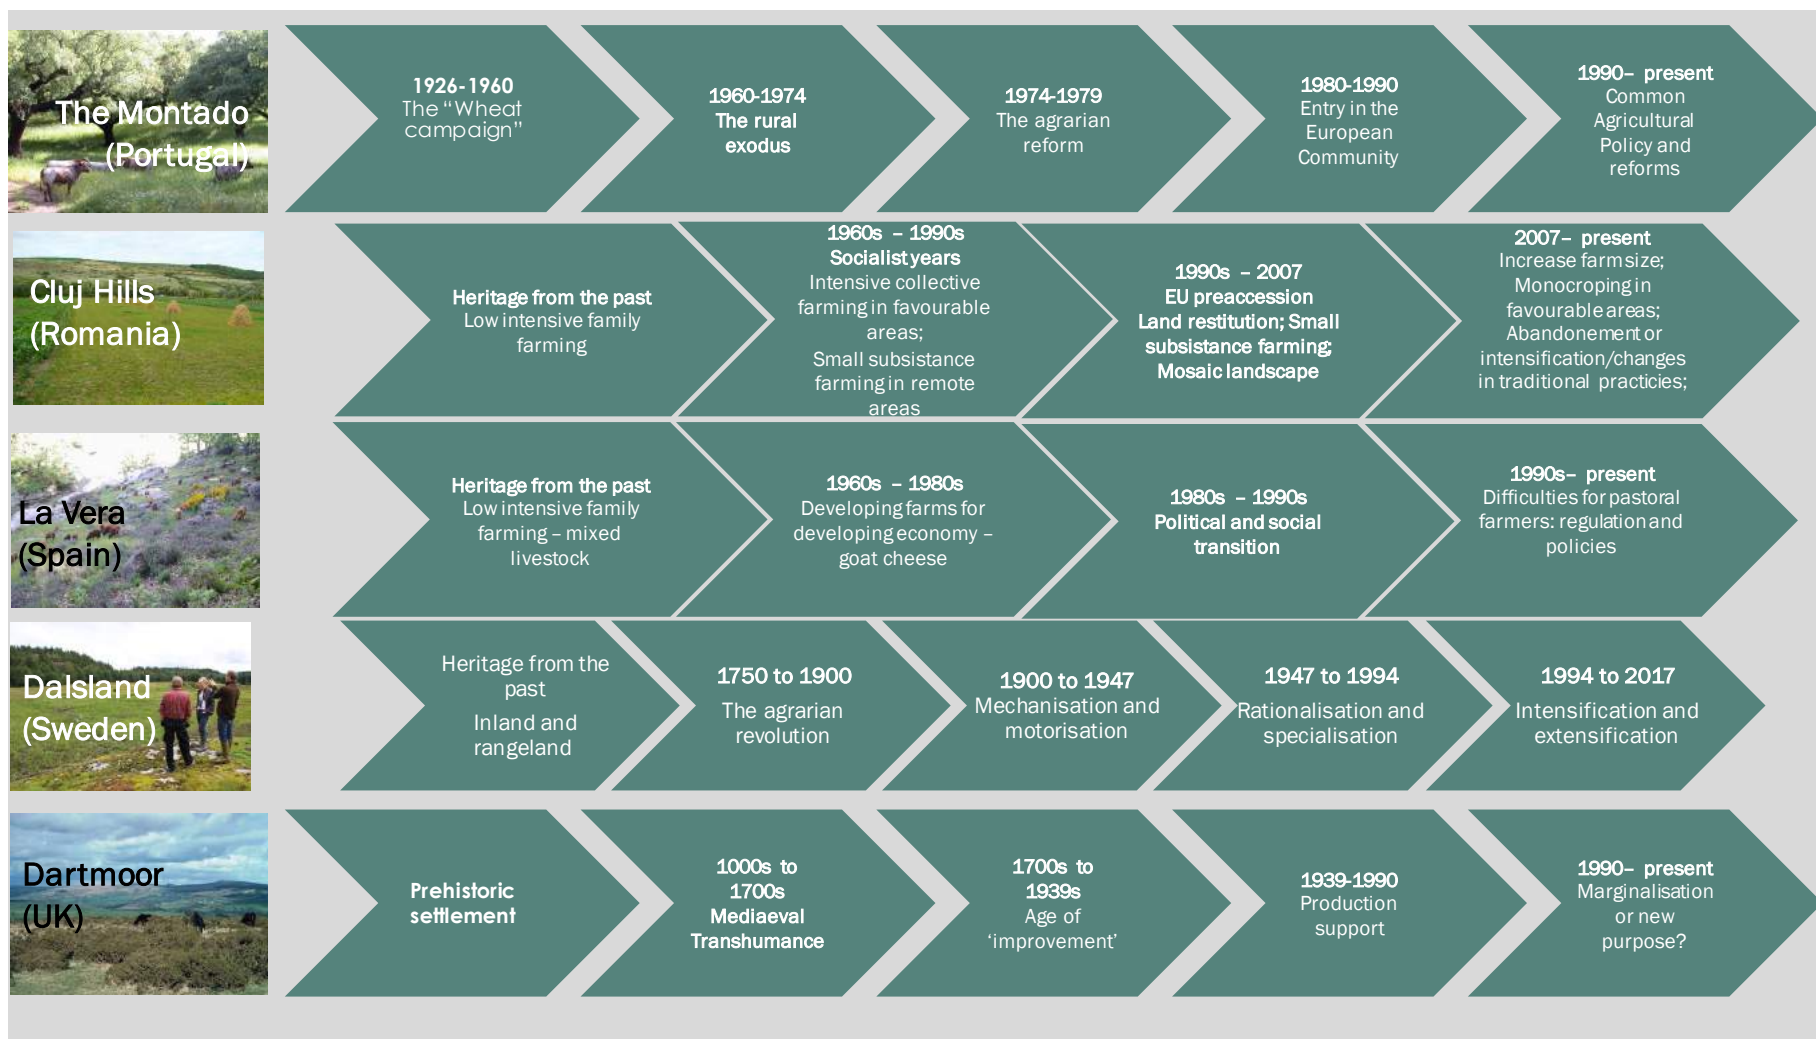 The Montado
(Portugal)
1926-1960
The “Wheat
campaign”
1960-1974
The rural
exodus
1974-1979
The agrarian
reform
1980-1990
Entry in the
European
Community
1990– present
Common
Agricultural
Policy and
reforms
Cluj Hills
(Romania)
Heritage from the past
Low intensive family
farming
1960s – 1990s
Socialist years
Intensive collective
farming in favourable
areas;
Small subsistance
farming in remote
areas
1990s – 2007
EU preaccession
Land restitution; Small
subsistance farming;
Mosaic landscape
2007– present
Increase farm size;
Monocroping in
favourable areas;
Abandonement or
intensification/changes
in traditional practicies;
La Vera
(Spain)
Heritage from the past
Low intensive family
farming – mixed
livestock
1960s – 1980s
Developing farms for
developing economy –
goat cheese
1980s – 1990s
Political and social
transition
1990s– present
Difficulties for pastoral
farmers: regulation and
policies
Dalsland
(Sweden)
Heritage from the
past
Inland and
rangeland
1750 to 1900
The agrarian
revolution
1900 to 1947
Mechanisation and
motorisation
1947 to 1994
Rationalisation and
specialisation
1994 to 2017
Intensification and
extensification
Dartmoor
(UK)
Prehistoric
settlement
1000s to
1700s
Mediaeval
Transhumance
1700s to
1939s
Age of
‘improvement’
1939-1990
Production
support
1990– present
Marginalisation
or new
purpose?